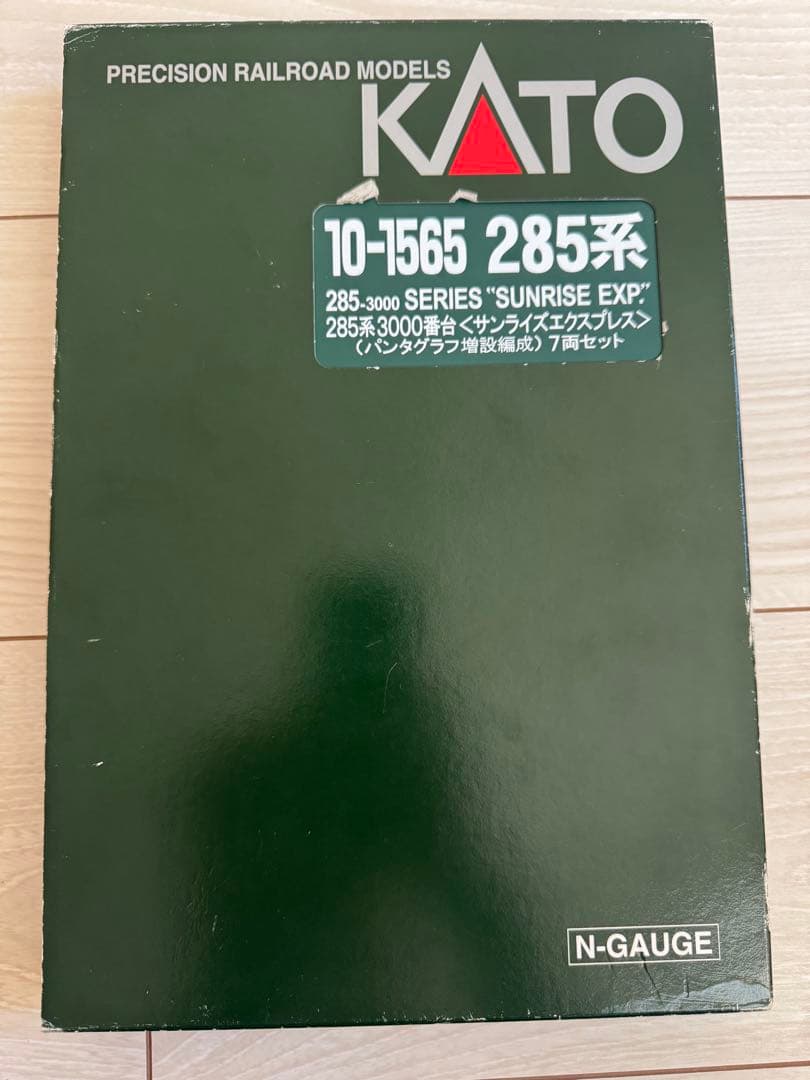 PRECISION RAILROAD MODELS
KATO
10-1565 285系
285-3000 SERIES “SUNRISE EXP.”
285系3000番台<サンライズエクスプレス>
(パンタグラフ増設編成) 7両セット
N-GAUGE